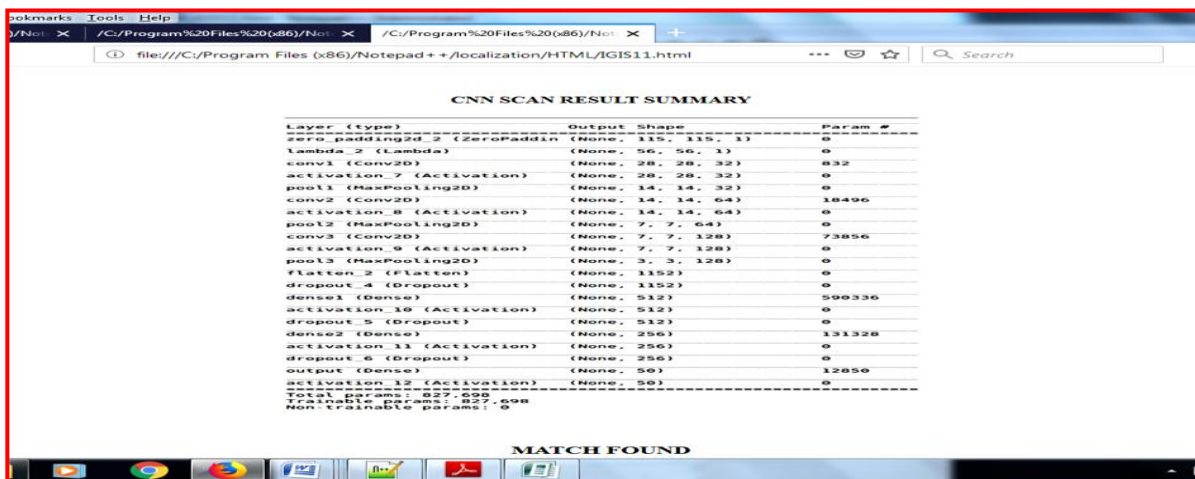 ookmarks Tools Help
)/Not /C:/Program%20Files%20(x86)/Not /C:/Program%20Files%20(x86)/Not
file:///C:/Program Files (x86)/Notepad++/localization/HTML/IGIS11.html Search
CNN SCAN RESULT SUMMARY
Layer (type) Output Shape Param #
zero_padding2d_2 (ZeroPaddin (None, 115, 115, 1) 0
lambda_2 (Lambda) (None, 56, 56, 1) 0
conv1 (Conv2D) (None, 28, 28, 32) 832
activation_7 (Activation) (None, 28, 28, 32) 0
pool1 (MaxPooling2D) (None, 14, 14, 32) 0
conv2 (Conv2D) (None, 14, 14, 64) 18496
activation_8 (Activation) (None, 14, 14, 64) 0
pool2 (MaxPooling2D) (None, 7, 7, 64) 0
conv3 (Conv2D) (None, 7, 7, 128) 73856
activation_9 (Activation) (None, 7, 7, 128) 0
pool3 (MaxPooling2D) (None, 3, 3, 128) 0
flatten_2 (Flatten) (None, 1152) 0
dropout_4 (Dropout) (None, 1152) 0
dense1 (Dense) (None, 512) 590336
activation_10 (Activation) (None, 512) 0
dropout_5 (Dropout) (None, 512) 0
dense2 (Dense) (None, 256) 131328
activation_11 (Activation) (None, 256) 0
dropout_6 (Dropout) (None, 256) 0
output (Dense) (None, 50) 12850
activation_12 (Activation) (None, 50) 0
Total params: 827,698
Trainable params: 827,698
Non-trainable params: 0
MATCH FOUND